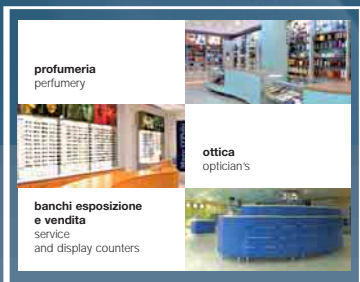 profumeria
perfumery
ottica
optician's
banchi esposizione
e vendita
service
and display counters